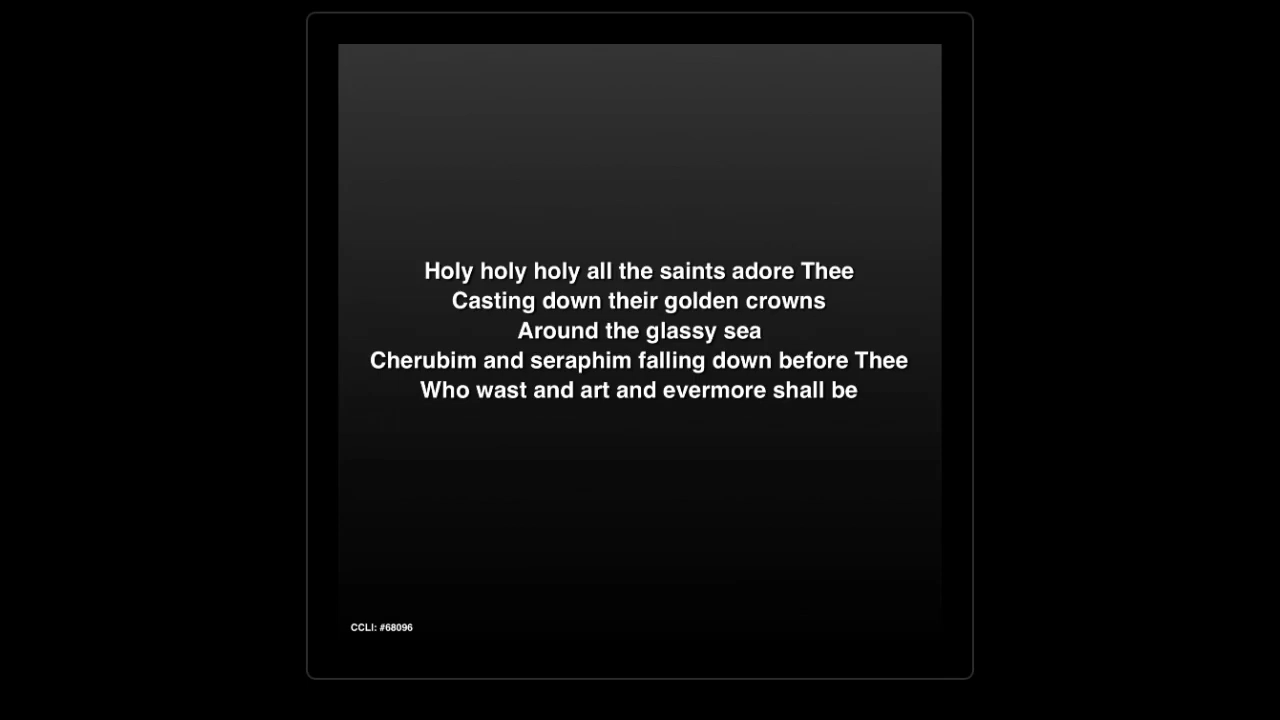 Holy holy holy all the saints adore Thee
Casting down their golden crowns
Around the glassy sea
Cherubim and seraphim falling down before Thee
Who wast and art and evermore shall be
CCLI: #68096